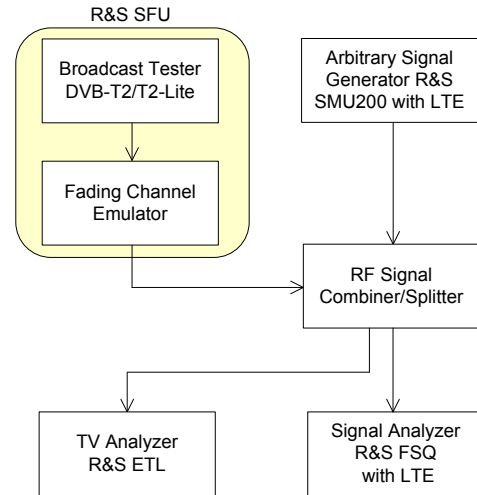 R&S SFU
Broadcast Tester
DVB-T2/T2-Lite
Arbitrary Signal
Generator R&S
SMU200 with LTE
Fading Channel
Emulator
RF Signal
Combiner/Splitter
TV Analyzer
R&S ETL
Signal Analyzer
R&S FSQ
with LTE